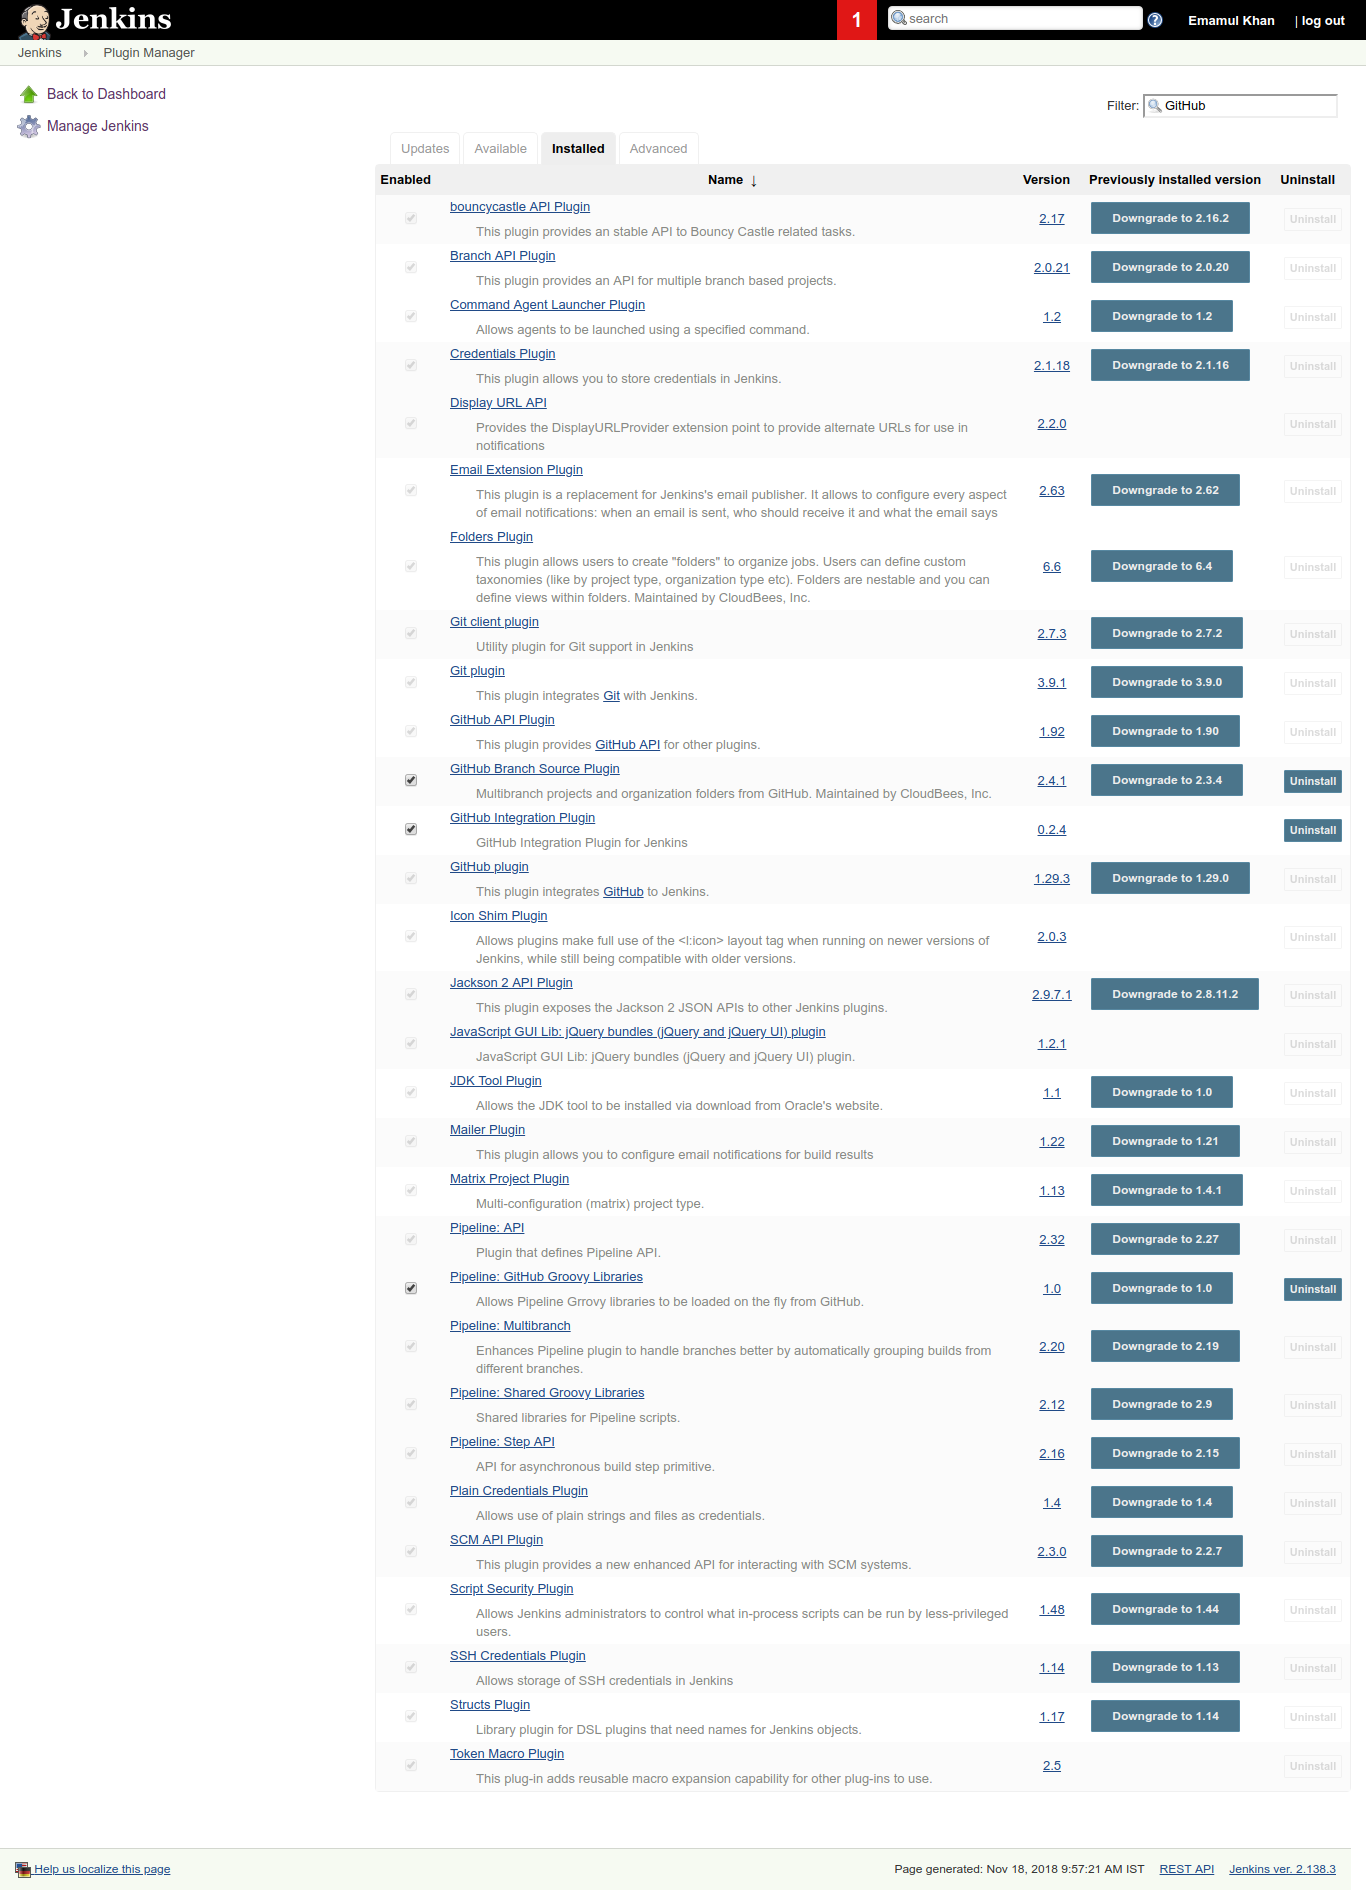 Jenkins
1
search
?
Emamul Khan
| log out
Jenkins
Plugin Manager
Back to Dashboard
Manage Jenkins
Filter: GitHub
Updates
Available
Installed
Advanced
Enabled
Name ↓
Version
Previously installed version
Uninstall
bouncycastle API Plugin
This plugin provides an stable API to Bouncy Castle related tasks.
2.17
Downgrade to 2.16.2
Uninstall
Branch API Plugin
This plugin provides an API for multiple branch based projects.
2.0.21
Downgrade to 2.0.20
Uninstall
Command Agent Launcher Plugin
Allows agents to be launched using a specified command.
1.2
Downgrade to 1.2
Uninstall
Credentials Plugin
This plugin allows you to store credentials in Jenkins.
2.1.18
Downgrade to 2.1.16
Uninstall
Display URL API
Provides the DisplayURLProvider extension point to provide alternate URLs for use in
notifications
2.2.0
Uninstall
Email Extension Plugin
This plugin is a replacement for Jenkins's email publisher. It allows to configure every aspect
of email notifications: when an email is sent, who should receive it and what the email says
2.63
Downgrade to 2.62
Uninstall
Folders Plugin
This plugin allows users to create "folders" to organize jobs. Users can define custom
taxonomies (like by project type, organization type etc). Folders are nestable and you can
define views within folders. Maintained by CloudBees, Inc.
6.6
Downgrade to 6.4
Uninstall
Git client plugin
Utility plugin for Git support in Jenkins
2.7.3
Downgrade to 2.7.2
Uninstall
Git plugin
This plugin integrates Git with Jenkins.
3.9.1
Downgrade to 3.9.0
Uninstall
GitHub API Plugin
This plugin provides GitHub API for other plugins.
1.92
Downgrade to 1.90
Uninstall
GitHub Branch Source Plugin
Multibranch projects and organization folders from GitHub. Maintained by CloudBees, Inc.
2.4.1
Downgrade to 2.3.4
Uninstall
GitHub Integration Plugin
GitHub Integration Plugin for Jenkins
0.2.4
Uninstall
GitHub plugin
This plugin integrates GitHub to Jenkins.
1.29.3
Downgrade to 1.29.0
Uninstall
Icon Shim Plugin
Allows plugins make full use of the <l:icon> layout tag when running on newer versions of
Jenkins, while still being compatible with older versions.
2.0.3
Uninstall
Jackson 2 API Plugin
This plugin exposes the Jackson 2 JSON APIs to other Jenkins plugins.
2.9.7.1
Downgrade to 2.8.11.2
Uninstall
JavaScript GUI Lib: jQuery bundles (jQuery and jQuery UI) plugin
JavaScript GUI Lib: jQuery bundles (jQuery and jQuery UI) plugin.
1.2.1
Uninstall
JDK Tool Plugin
Allows the JDK tool to be installed via download from Oracle's website.
1.1
Downgrade to 1.0
Uninstall
Mailer Plugin
This plugin allows you to configure email notifications for build results
1.22
Downgrade to 1.21
Uninstall
Matrix Project Plugin
Multi-configuration (matrix) project type.
1.13
Downgrade to 1.4.1
Uninstall
Pipeline: API
Plugin that defines Pipeline API.
2.32
Downgrade to 2.27
Uninstall
Pipeline: GitHub Groovy Libraries
Allows Pipeline Grrovy libraries to be loaded on the fly from GitHub.
1.0
Downgrade to 1.0
Uninstall
Pipeline: Multibranch
Enhances Pipeline plugin to handle branches better by automatically grouping builds from
different branches.
2.20
Downgrade to 2.19
Uninstall
Pipeline: Shared Groovy Libraries
Shared libraries for Pipeline scripts.
2.12
Downgrade to 2.9
Uninstall
Pipeline: Step API
API for asynchronous build step primitive.
2.16
Downgrade to 2.15
Uninstall
Plain Credentials Plugin
Allows use of plain strings and files as credentials.
1.4
Downgrade to 1.4
Uninstall
SCM API Plugin
This plugin provides a new enhanced API for interacting with SCM systems.
2.3.0
Downgrade to 2.2.7
Uninstall
Script Security Plugin
Allows Jenkins administrators to control what in-process scripts can be run by less-privileged
users.
1.48
Downgrade to 1.44
Uninstall
SSH Credentials Plugin
Allows storage of SSH credentials in Jenkins
1.14
Downgrade to 1.13
Uninstall
Structs Plugin
Library plugin for DSL plugins that need names for Jenkins objects.
1.17
Downgrade to 1.14
Uninstall
Token Macro Plugin
This plug-in adds reusable macro expansion capability for other plug-ins to use.
2.5
Uninstall
Help us localize this page
Page generated: Nov 18, 2018 9:57:21 AM IST
REST API
Jenkins ver. 2.138.3